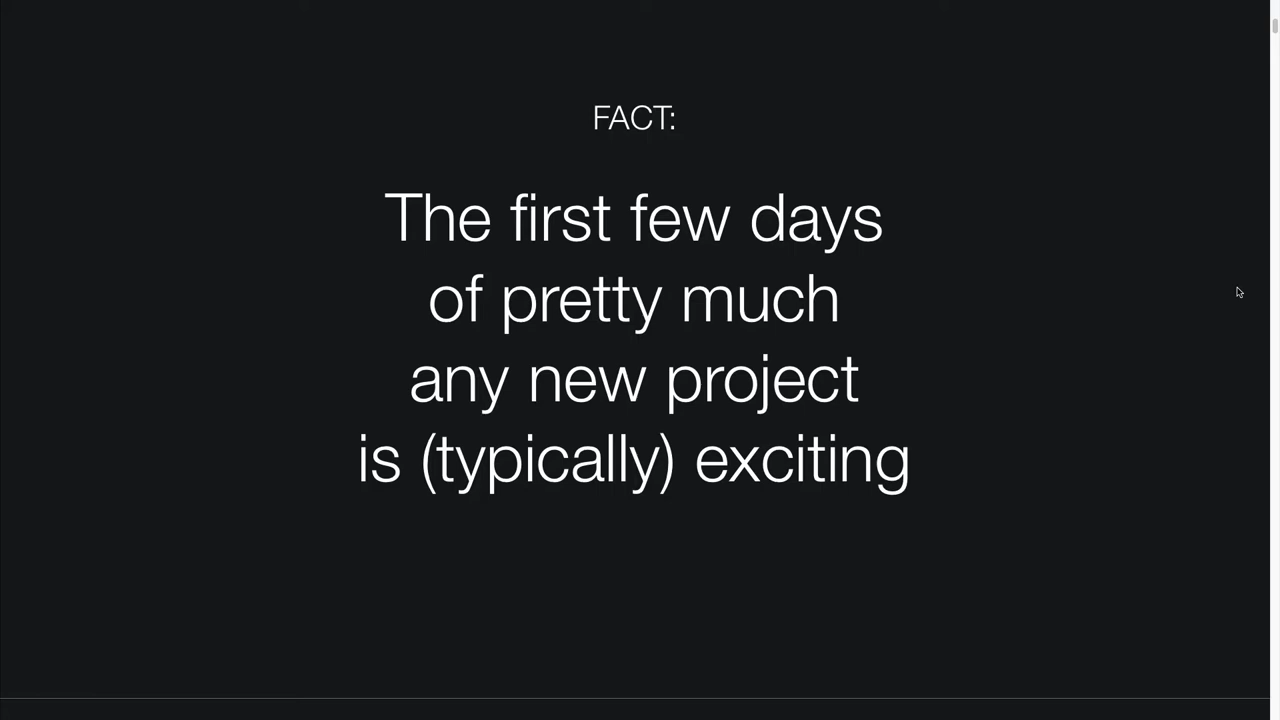 FACT:
The first few days
of pretty much
any new project
is (typically) exciting